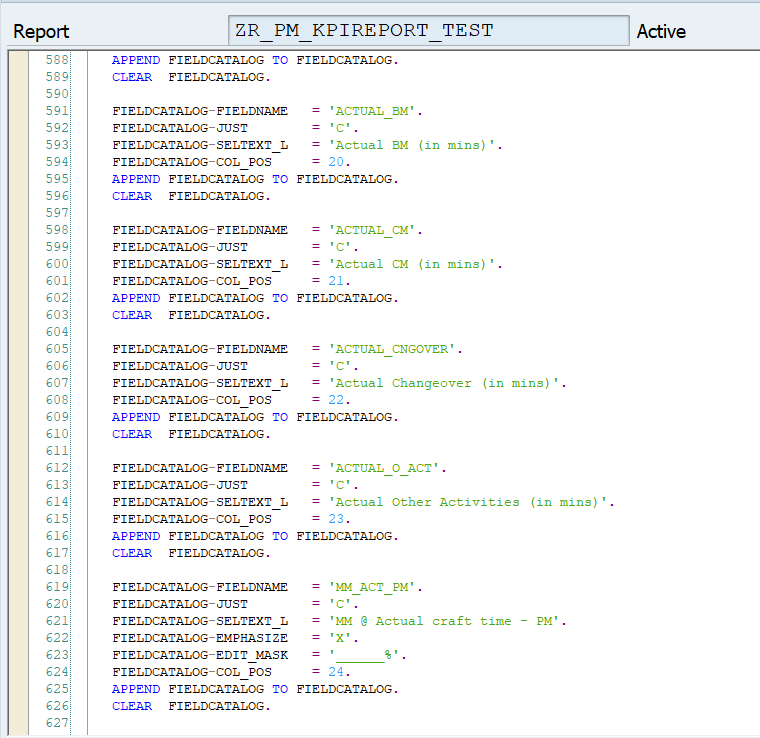 Report ZR_PM_KPIREPORT_TEST Active
588 APPEND FIELDCATALOG TO FIELDCATALOG.
589 CLEAR FIELDCATALOG.
590
591 FIELDCATALOG-FIELDNAME = 'ACTUAL_BM'.
592 FIELDCATALOG-JUST = 'C'.
593 FIELDCATALOG-SELTEXT_L = 'Actual BM (in mins)'.
594 FIELDCATALOG-COL_POS = 20.
595 APPEND FIELDCATALOG TO FIELDCATALOG.
596 CLEAR FIELDCATALOG.
597
598 FIELDCATALOG-FIELDNAME = 'ACTUAL_CM'.
599 FIELDCATALOG-JUST = 'C'.
600 FIELDCATALOG-SELTEXT_L = 'Actual CM (in mins)'.
601 FIELDCATALOG-COL_POS = 21.
602 APPEND FIELDCATALOG TO FIELDCATALOG.
603 CLEAR FIELDCATALOG.
604
605 FIELDCATALOG-FIELDNAME = 'ACTUAL_CNGOVER'.
606 FIELDCATALOG-JUST = 'C'.
607 FIELDCATALOG-SELTEXT_L = 'Actual Changeover (in mins)'.
608 FIELDCATALOG-COL_POS = 22.
609 APPEND FIELDCATALOG TO FIELDCATALOG.
610 CLEAR FIELDCATALOG.
611
612 FIELDCATALOG-FIELDNAME = 'ACTUAL_O_ACT'.
613 FIELDCATALOG-JUST = 'C'.
614 FIELDCATALOG-SELTEXT_L = 'Actual Other Activities (in mins)'.
615 FIELDCATALOG-COL_POS = 23.
616 APPEND FIELDCATALOG TO FIELDCATALOG.
617 CLEAR FIELDCATALOG.
618
619 FIELDCATALOG-FIELDNAME = 'MM_ACT_PM'.
620 FIELDCATALOG-JUST = 'C'.
621 FIELDCATALOG-SELTEXT_L = 'MM @ Actual craft time - PM'.
622 FIELDCATALOG-EMPHASIZE = 'X'.
623 FIELDCATALOG-EDIT_MASK = '______%'.
624 FIELDCATALOG-COL_POS = 24.
625 APPEND FIELDCATALOG TO FIELDCATALOG.
626 CLEAR FIELDCATALOG.
627